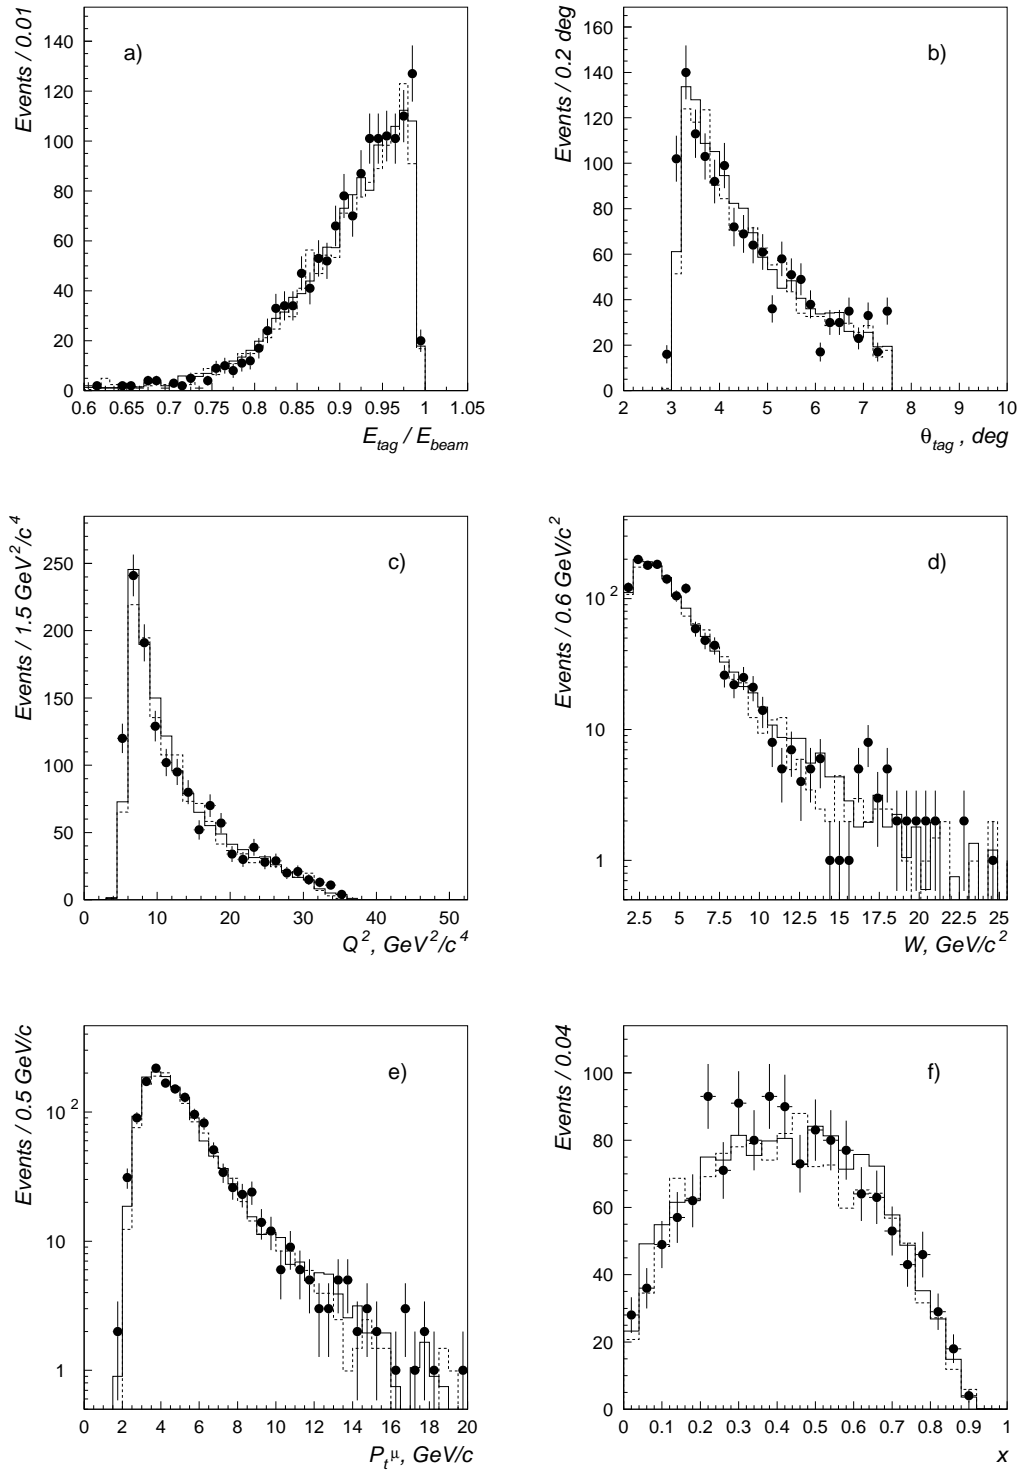 Events / 0.01
a)
140
120
100
80
60
40
20
0
0.6 0.65 0.7 0.75 0.8 0.85 0.9 0.95 1 1.05
E_tag / E_beam
Events / 0.2 deg
b)
160
140
120
100
80
60
40
20
0
2 3 4 5 6 7 8 9 10
θ_tag , deg
Events / 1.5 GeV²/c⁴
c)
250
200
150
100
50
0
0 10 20 30 40 50
Q², GeV²/c⁴
Events / 0.6 GeV/c²
d)
10²
10
1
2.5 5 7.5 10 12.5 15 17.5 20 22.5 25
W, GeV/c²
Events / 0.5 GeV/c
e)
10²
10
1
0 2 4 6 8 10 12 14 16 18 20
P_t^μ, GeV/c
Events / 0.04
f)
100
80
60
40
20
0
0 0.1 0.2 0.3 0.4 0.5 0.6 0.7 0.8 0.9 1
x